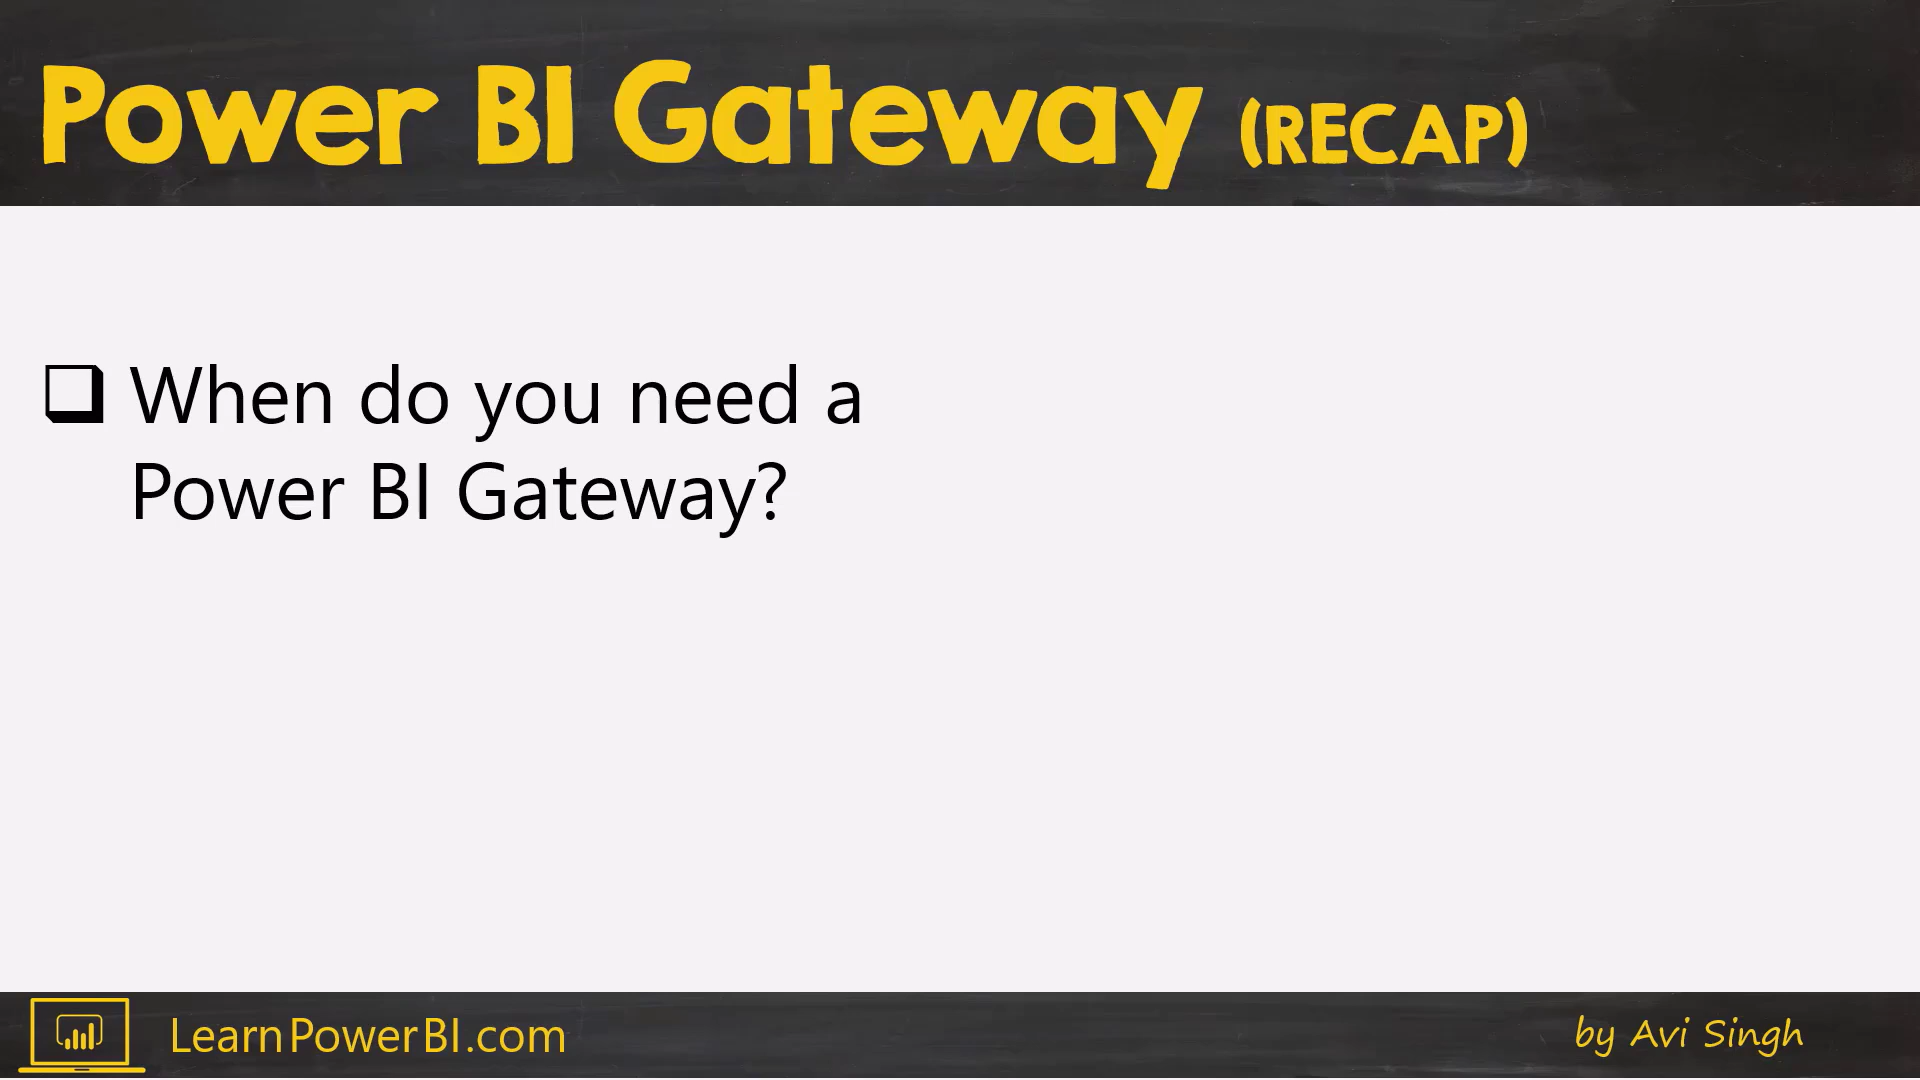 Power BI Gateway (RECAP)
When do you need a
Power BI Gateway?
LearnPowerBI.com
by Avi Singh